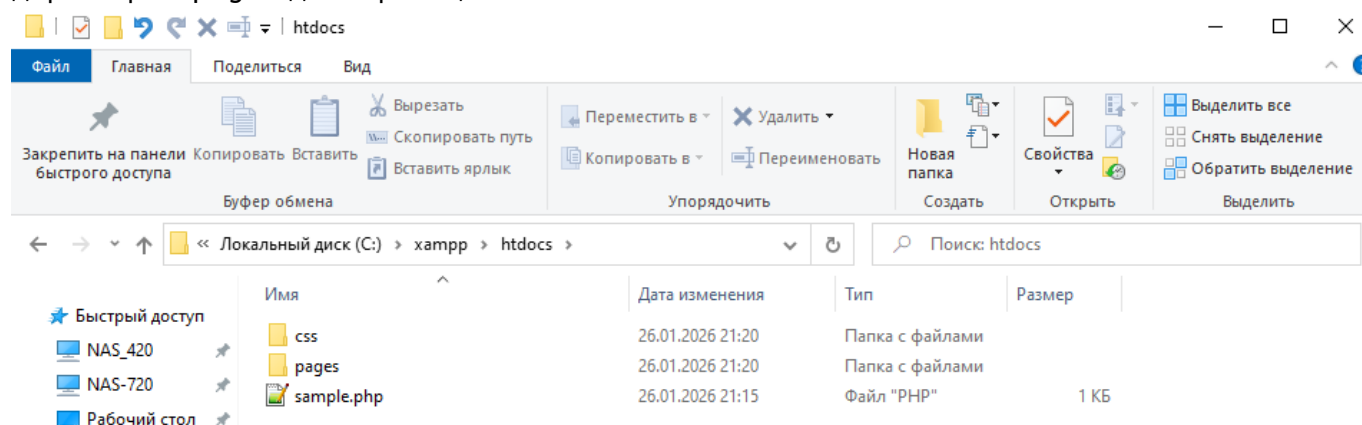 htdocs
Файл Главная Поделиться Вид
Закрепить на панели быстрого доступа
Копировать
Вставить
Вырезать
Скопировать путь
Вставить ярлык
Переместить в
Копировать в
Удалить
Переименовать
Новая папка
Свойства
Выделить все
Снять выделение
Обратить выделение
Буфер обмена Упорядочить Создать Открыть Выделить
« Локальный диск (C:) › xampp › htdocs ›
Поиск: htdocs
Имя Дата изменения Тип Размер
Быстрый доступ
NAS_420
NAS-720
Рабочий стол
css 26.01.2026 21:20 Папка с файлами
pages 26.01.2026 21:20 Папка с файлами
sample.php 26.01.2026 21:15 Файл "PHP" 1 КБ